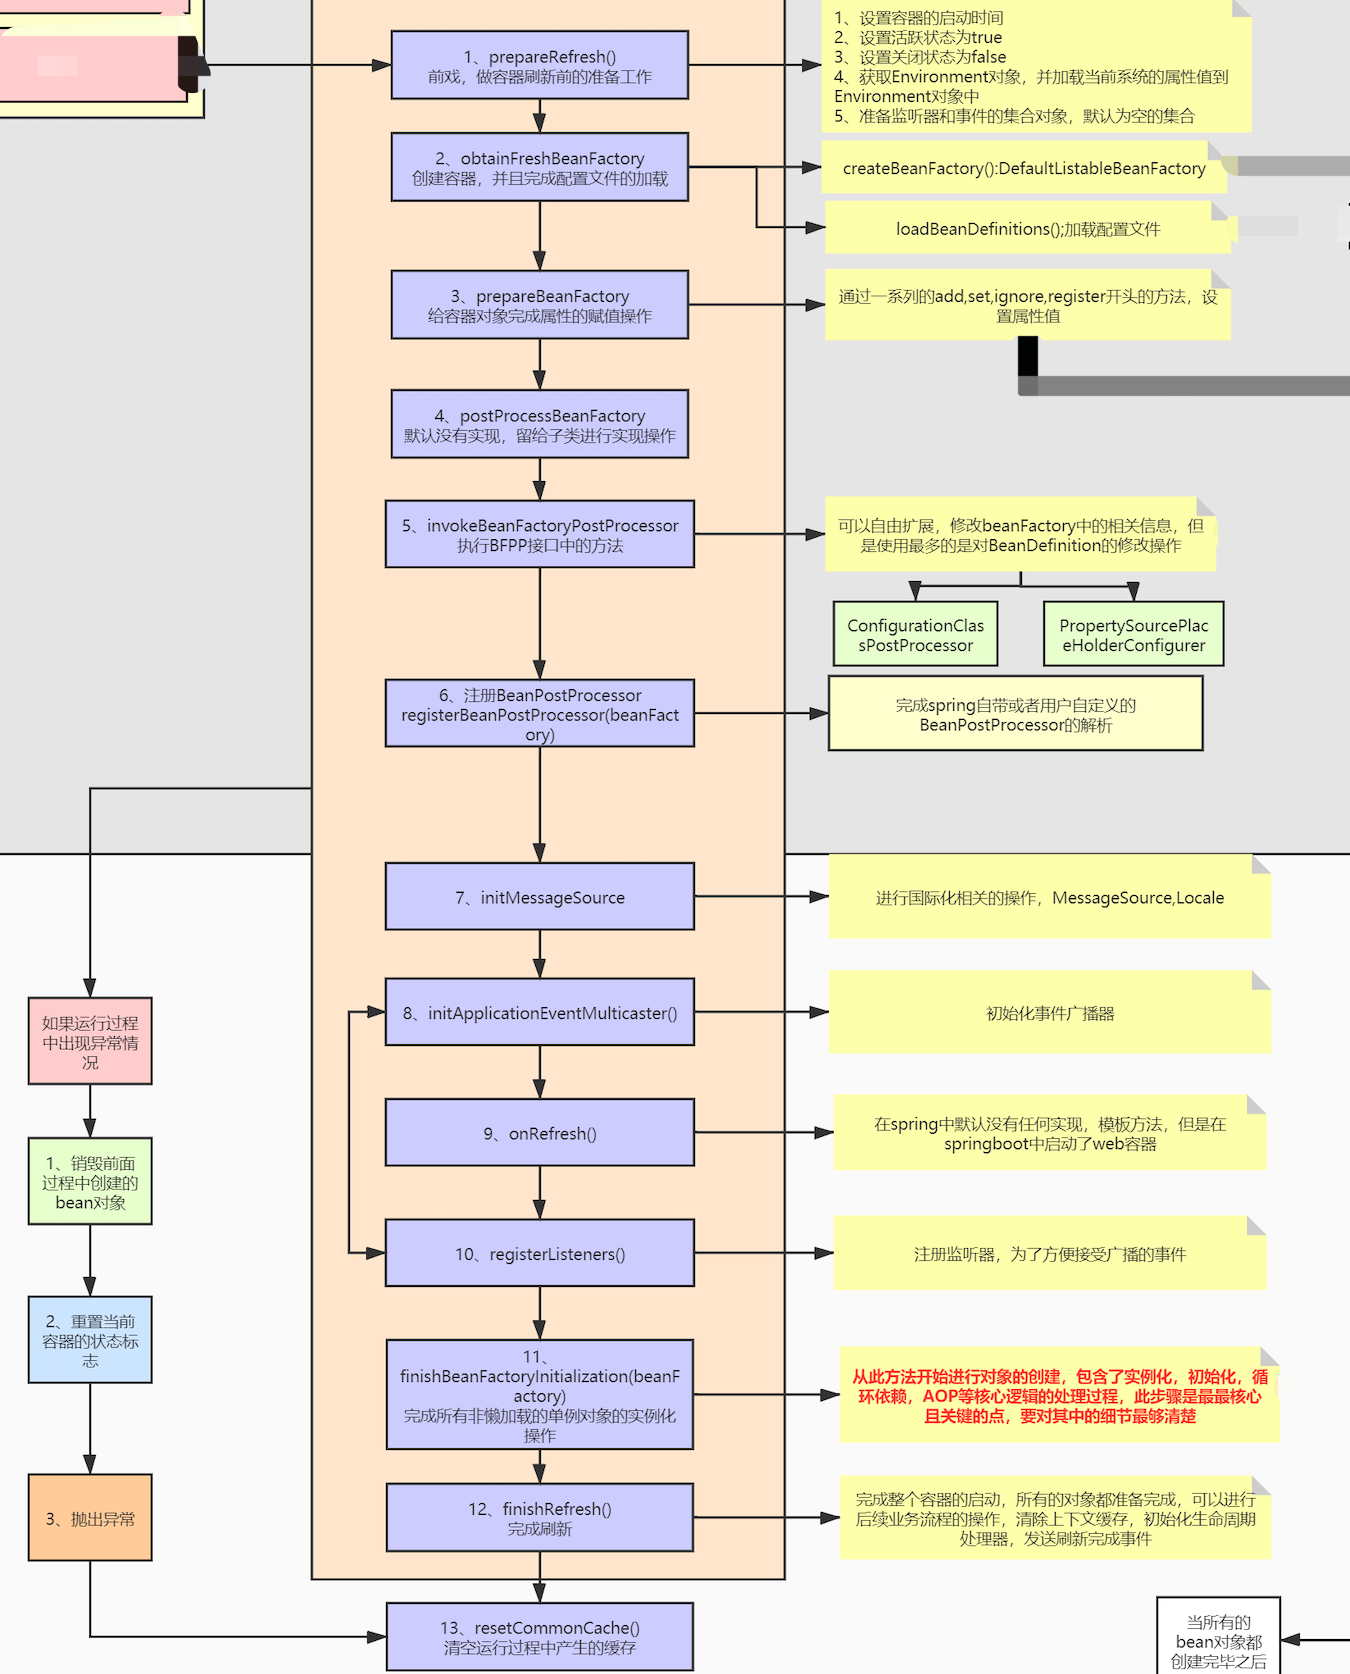 1、prepareRefresh()
前戏，做容器刷新前的准备工作
1、设置容器的启动时间
2、设置活跃状态为true
3、设置关闭状态为false
4、获取Environment对象，并加载当前系统的属性值到
Environment对象中
5、准备监听器和事件的集合对象，默认为空的集合
2、obtainFreshBeanFactory
创建容器，并且完成配置文件的加载
createBeanFactory():DefaultListableBeanFactory
loadBeanDefinitions();加载配置文件
3、prepareBeanFactory
给容器对象完成属性的赋值操作
通过一系列的add,set,ignore,register开头的方法，设
置属性值
4、postProcessBeanFactory
默认没有实现，留给子类进行实现操作
5、invokeBeanFactoryPostProcessor
执行BFPP接口中的方法
可以自由扩展，修改beanFactory中的相关信息，但
是使用最多的是对BeanDefinition的修改操作
ConfigurationClas
sPostProcessor
PropertySourcePlac
eHolderConfigurer
6、注册BeanPostProcessor
registerBeanPostProcessor(beanFact
ory)
完成spring自带或者用户自定义的
BeanPostProcessor的解析
7、initMessageSource
进行国际化相关的操作，MessageSource,Locale
8、initApplicationEventMulticaster()
初始化事件广播器
如果运行过程
中出现异常情
况
9、onRefresh()
在spring中默认没有任何实现，模板方法，但是在
springboot中启动了web容器
1、销毁前面
过程中创建的
bean对象
10、registerListeners()
注册监听器，为了方便接受广播的事件
2、重置当前
容器的状态标
志
11、
finishBeanFactoryInitialization(beanF
actory)
完成所有非懒加载的单例对象的实例化
操作
从此方法开始进行对象的创建，包含了实例化，初始化，循
环依赖，AOP等核心逻辑的处理过程，此步骤是最最核心
且关键的点，要对其中的细节最够清楚
3、抛出异常
12、finishRefresh()
完成刷新
完成整个容器的启动，所有的对象都准备完成，可以进行
后续业务流程的操作，清除上下文缓存，初始化生命周期
处理器，发送刷新完成事件
13、resetCommonCache()
清空运行过程中产生的缓存
当所有的
bean对象都
创建完毕之后